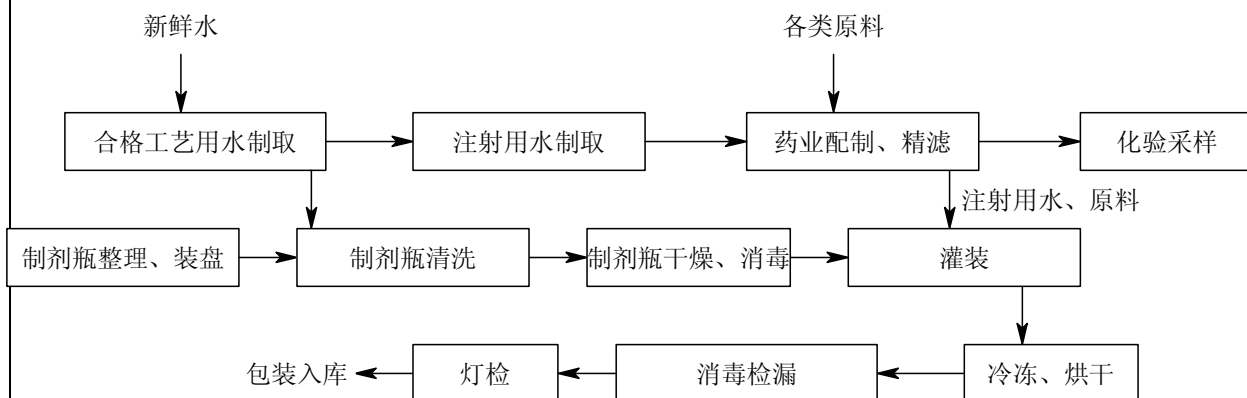 新鲜水
各类原料
合格工艺用水制取
注射用水制取
药业配制、精滤
化验采样
注射用水、原料
制剂瓶整理、装盘
制剂瓶清洗
制剂瓶干燥、消毒
灌装
包装入库
灯检
消毒检漏
冷冻、烘干